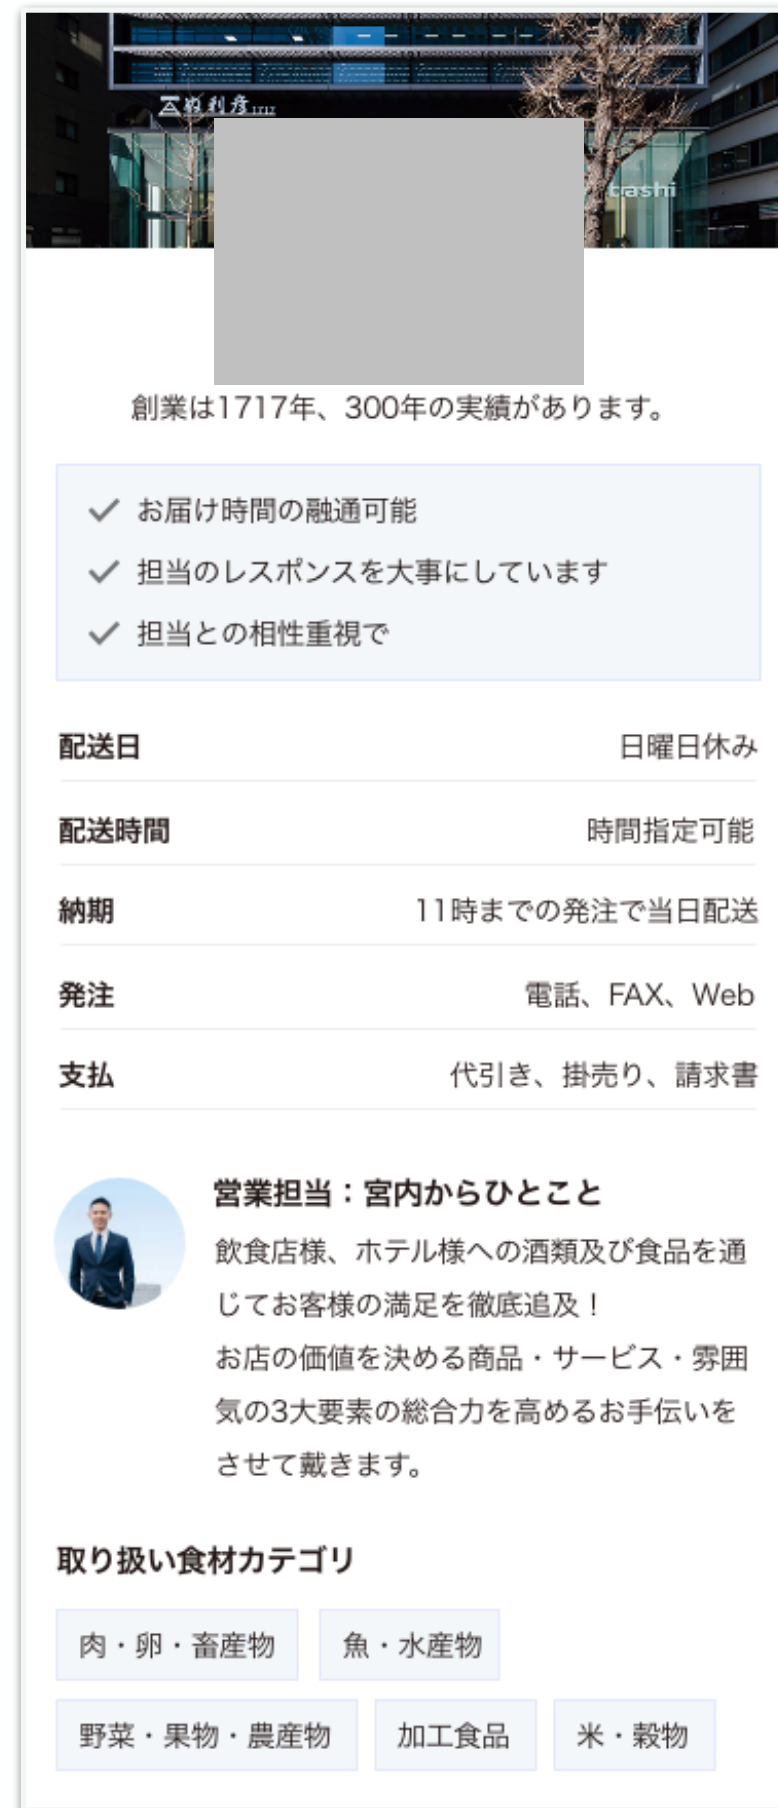 榎利彦1717
trashi
創業は1717年、300年の実績があります。
お届け時間の融通可能
担当のレスポンスを大事にしています
担当との相性重視で
配送日 日曜日休み
配送時間 時間指定可能
納期 11時までの発注で当日配送
発注 電話、FAX、Web
支払 代引き、掛売り、請求書
営業担当：宮内からひとこと
飲食店様、ホテル様への酒類及び食品を通
じてお客様の満足を徹底追及！
お店の価値を決める商品・サービス・雰囲
気の3大要素の総合力を高めるお手伝いを
させて戴きます。
取り扱い食材カテゴリ
肉・卵・畜産物 魚・水産物
野菜・果物・農産物 加工食品 米・穀物